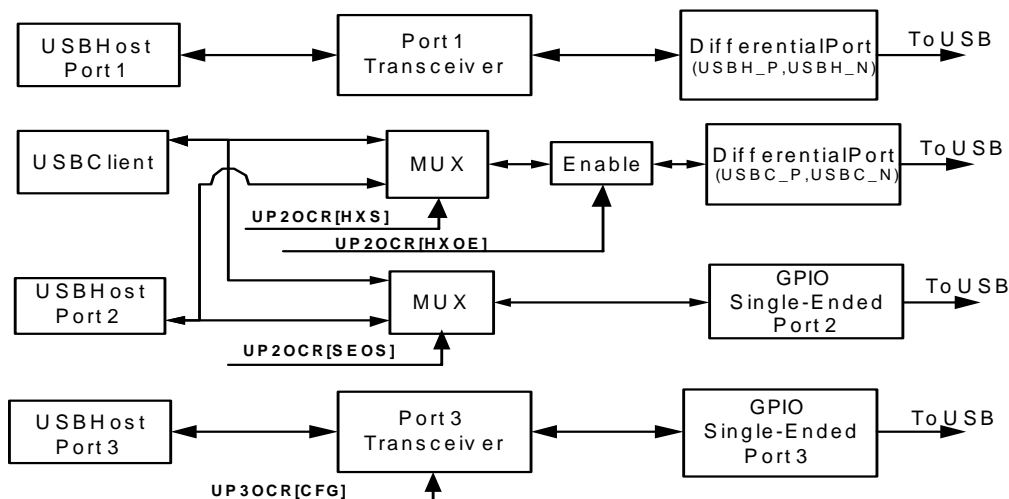 USBHost
Port1
Port1
Transceiver
DifferentialPort
(USBH_P,USBH_N)
ToUSB
USBClient
MUX
Enable
DifferentialPort
(USBC_P,USBC_N)
ToUSB
UP2OCR[HXS]
UP2OCR[HXOE]
USBHost
Port2
MUX
GPIO
Single-Ended
Port2
ToUSB
UP2OCR[SEOS]
USBHost
Port3
Port3
Transceiver
GPIO
Single-Ended
Port3
ToUSB
UP3OCR[CFG]